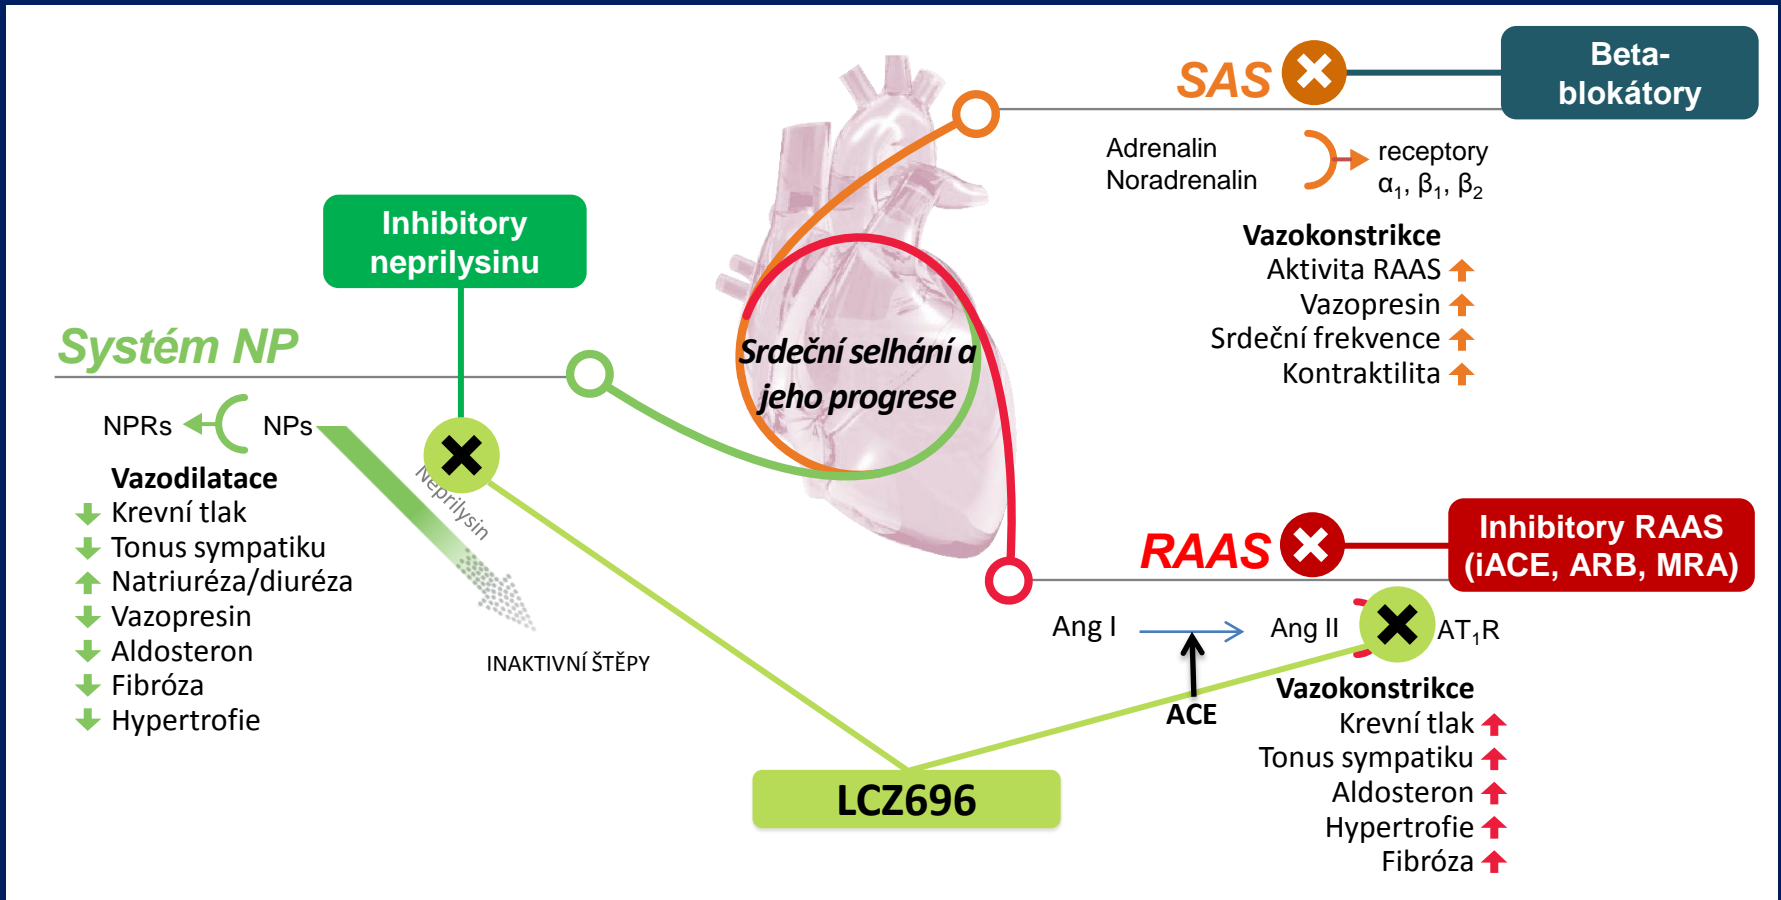 SAS
Beta-
blokátory
Adrenalin
Noradrenalin
receptory
α₁, β₁, β₂
Vazokonstrikce
Aktivita RAAS
Vazopresin
Srdeční frekvence
Kontraktilita
Inhibitory
neprilysinu
Systém NP
NPRs
NPs
Neprilysin
Vazodilatace
Krevní tlak
Tonus sympatiku
Natriuréza/diuréza
Vazopresin
Aldosteron
Fibróza
Hypertrofie
INAKTIVNÍ ŠTĚPY
Srdeční selhání a
jeho progrese
RAAS
Inhibitory RAAS
(iACE, ARB, MRA)
Ang I
Ang II
AT₁R
ACE
Vazokonstrikce
Krevní tlak
Tonus sympatiku
Aldosteron
Hypertrofie
Fibróza
LCZ696